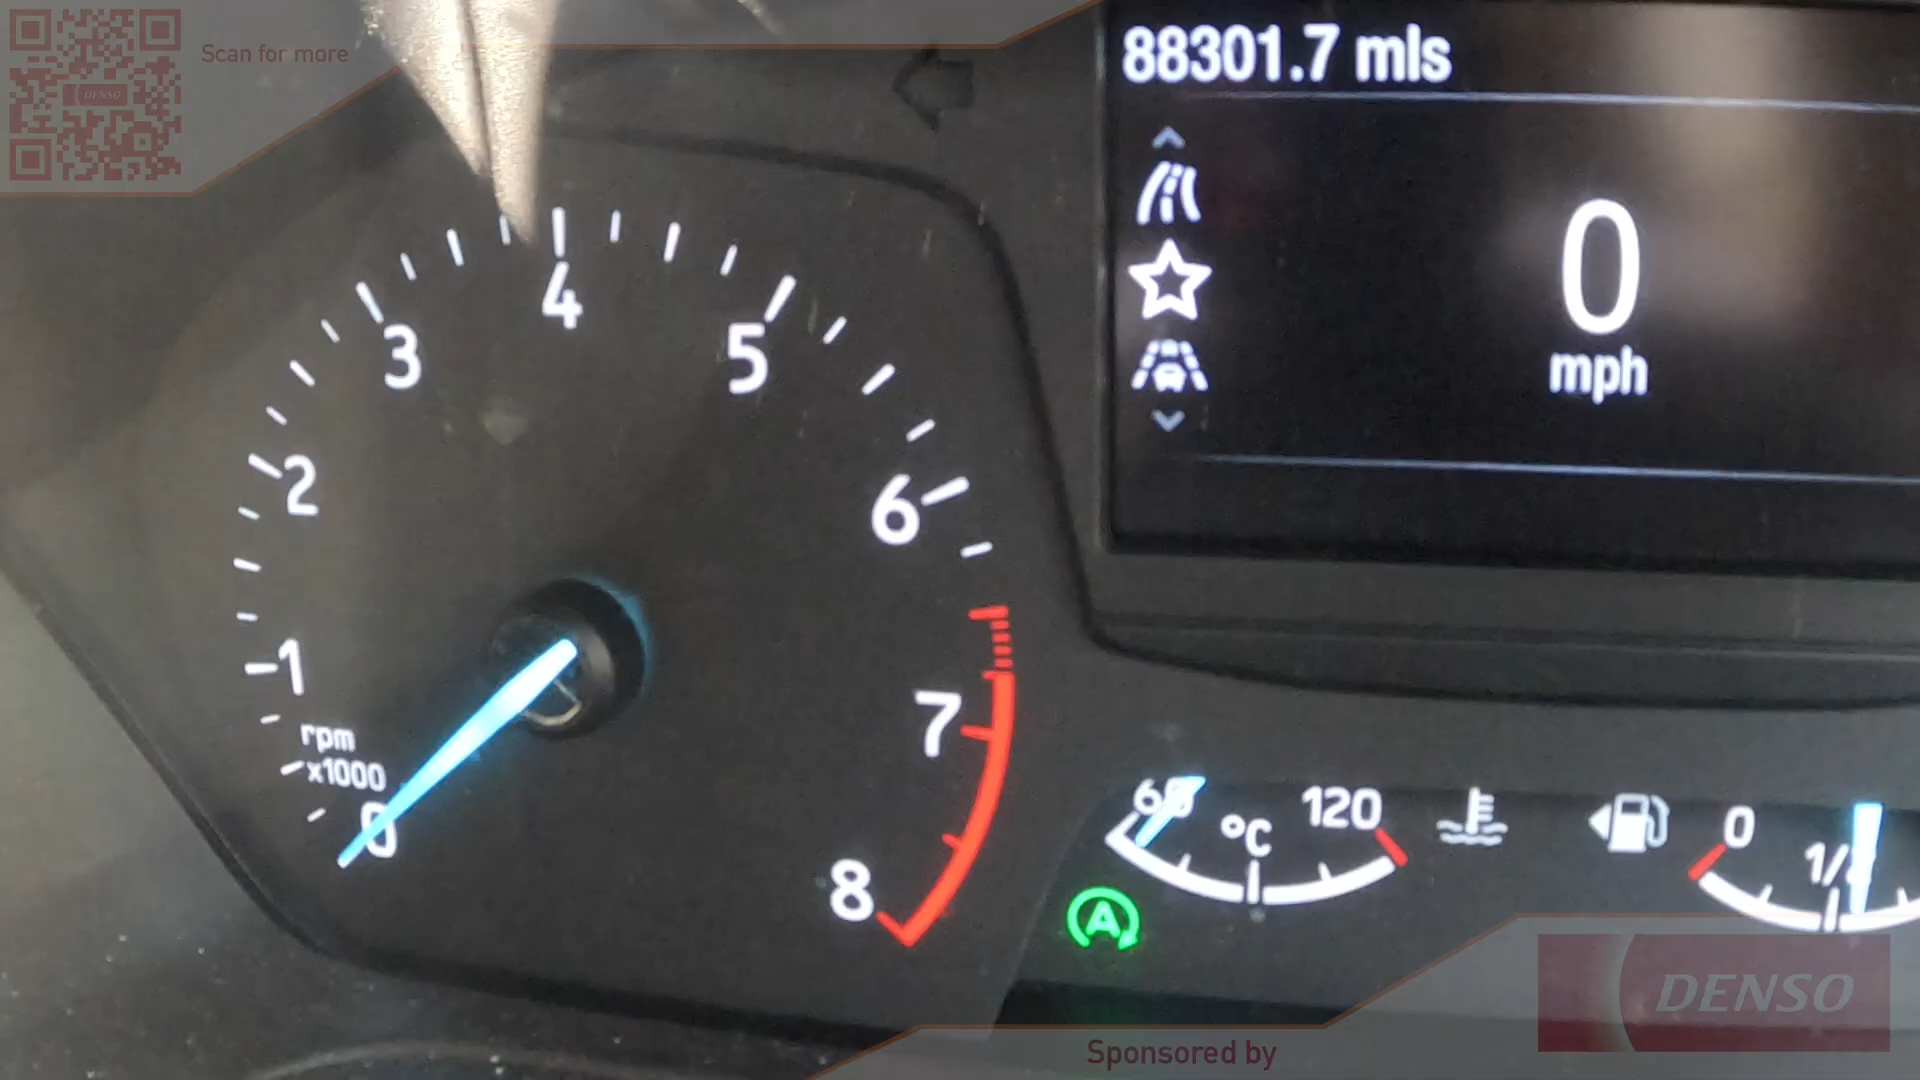 Scan for more
DENSO
88301.7 mls
0
mph
4
3
5
2
6
1
7
rpm
x1000
0
8
60
120
°C
0
1/
A
DENSO
Sponsored by